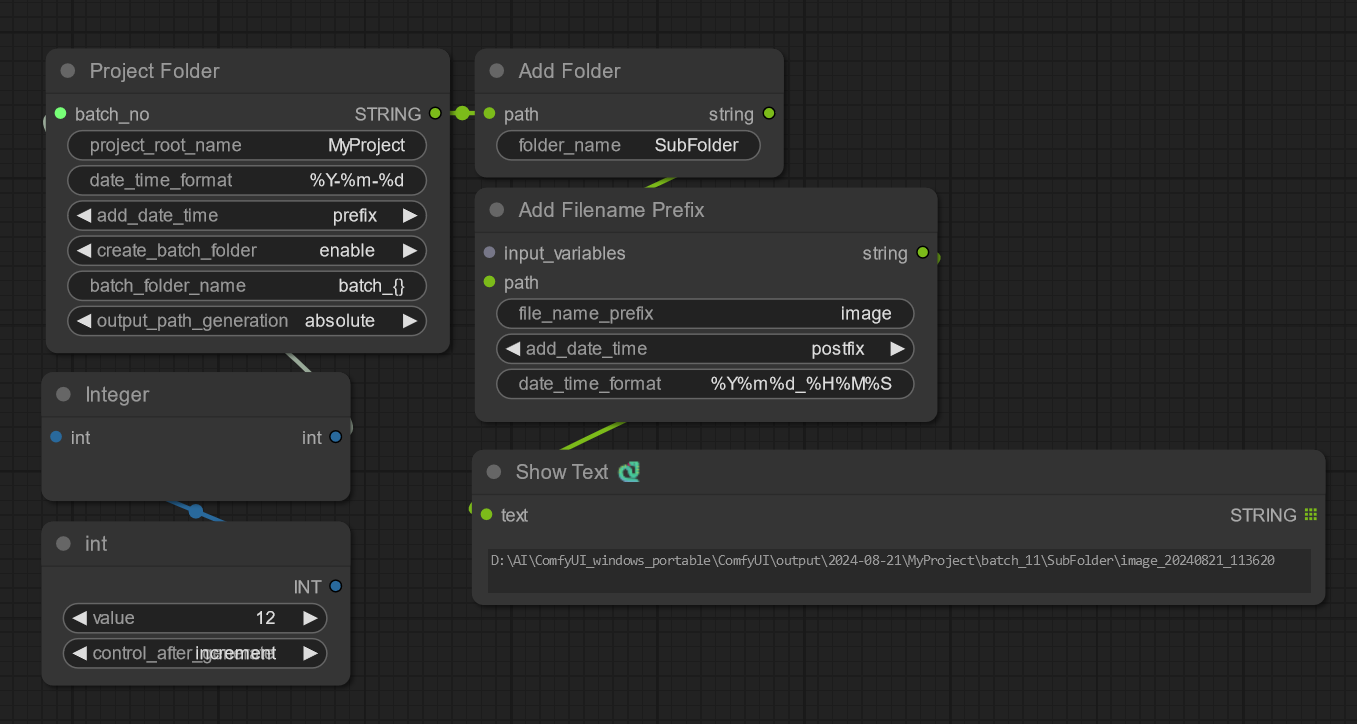 Project Folder
batch_no STRING
project_root_name MyProject
date_time_format %Y-%m-%d
add_date_time prefix
create_batch_folder enable
batch_folder_name batch_{}
output_path_generation absolute
Add Folder
path string
folder_name SubFolder
Add Filename Prefix
input_variables string
path
file_name_prefix image
add_date_time postfix
date_time_format %Y%m%d_%H%M%S
Integer
int int
int
INT
value 12
control_after_generate increment
Show Text
text STRING
D:\AI\ComfyUI_windows_portable\ComfyUI\output\2024-08-21\MyProject\batch_11\SubFolder\image_20240821_113620